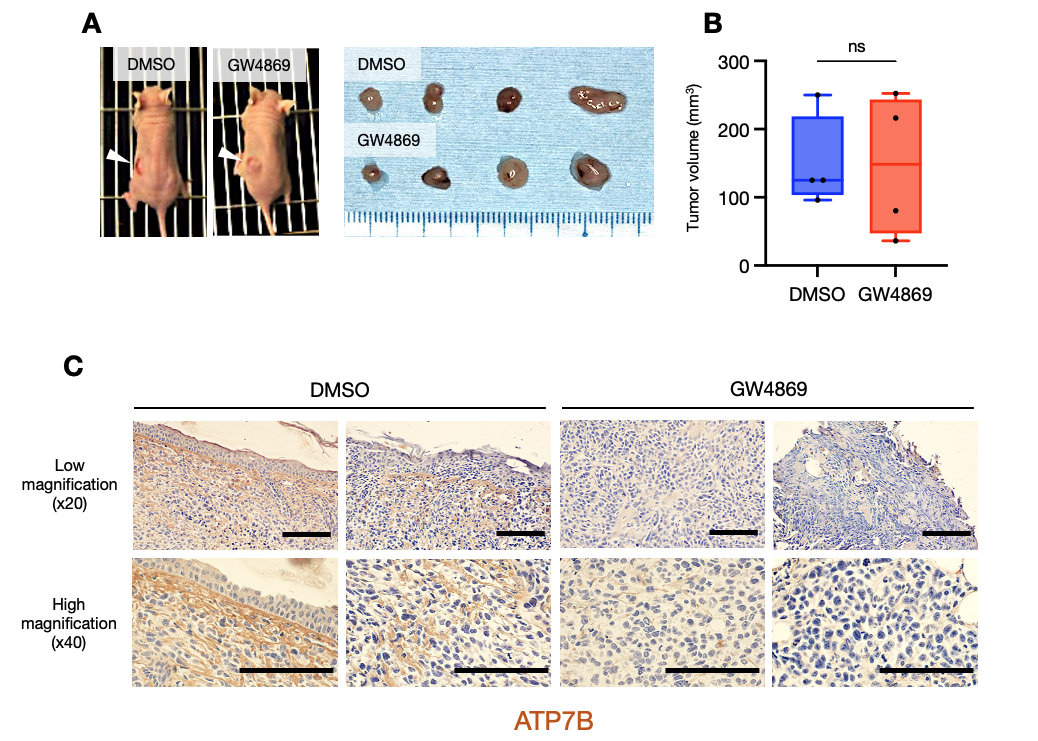 A
DMSO
GW4869
DMSO
GW4869
B
ns
300
200
100
0
Tumor volume (mm³)
DMSO
GW4869
C
DMSO
GW4869
Low
magnification
(x20)
High
magnification
(x40)
ATP7B